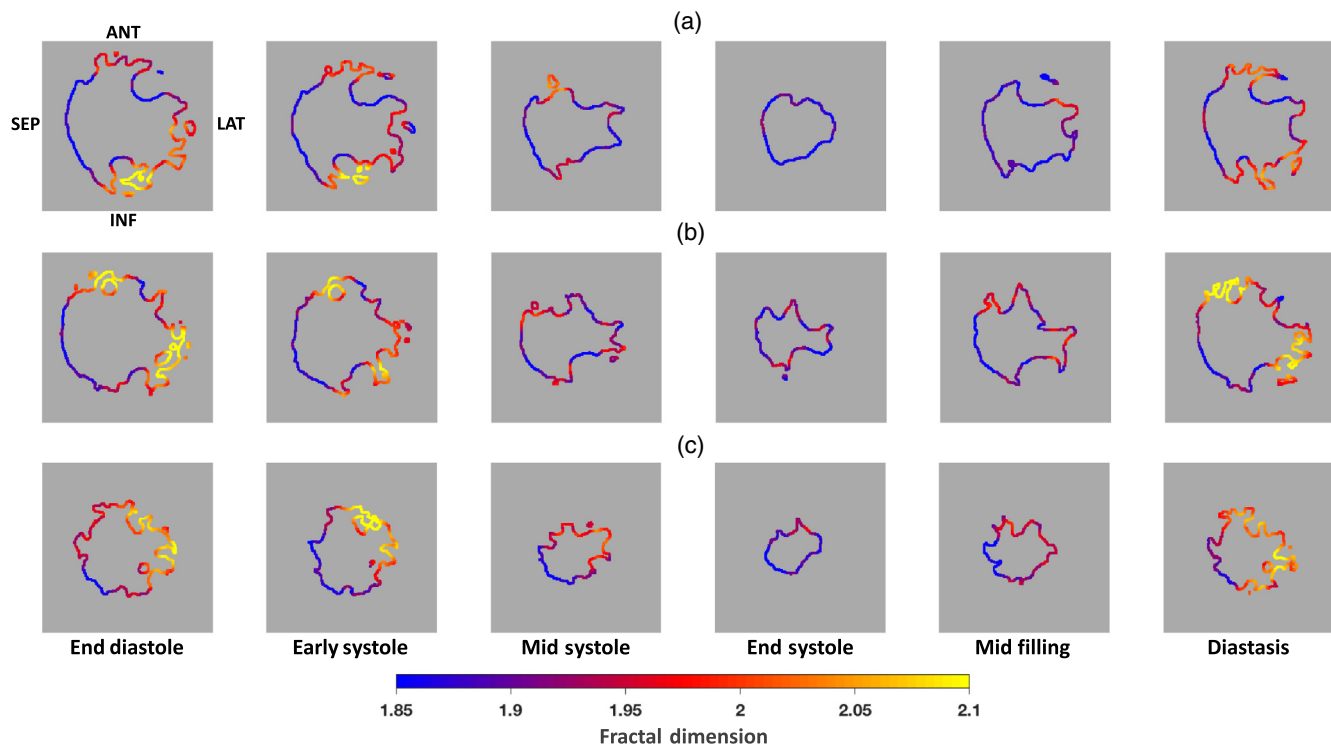 (a)
ANT
SEP
LAT
INF
(b)
(c)
End diastole Early systole Mid systole End systole Mid filling Diastasis
1.85 1.9 1.95 2 2.05 2.1
Fractal dimension